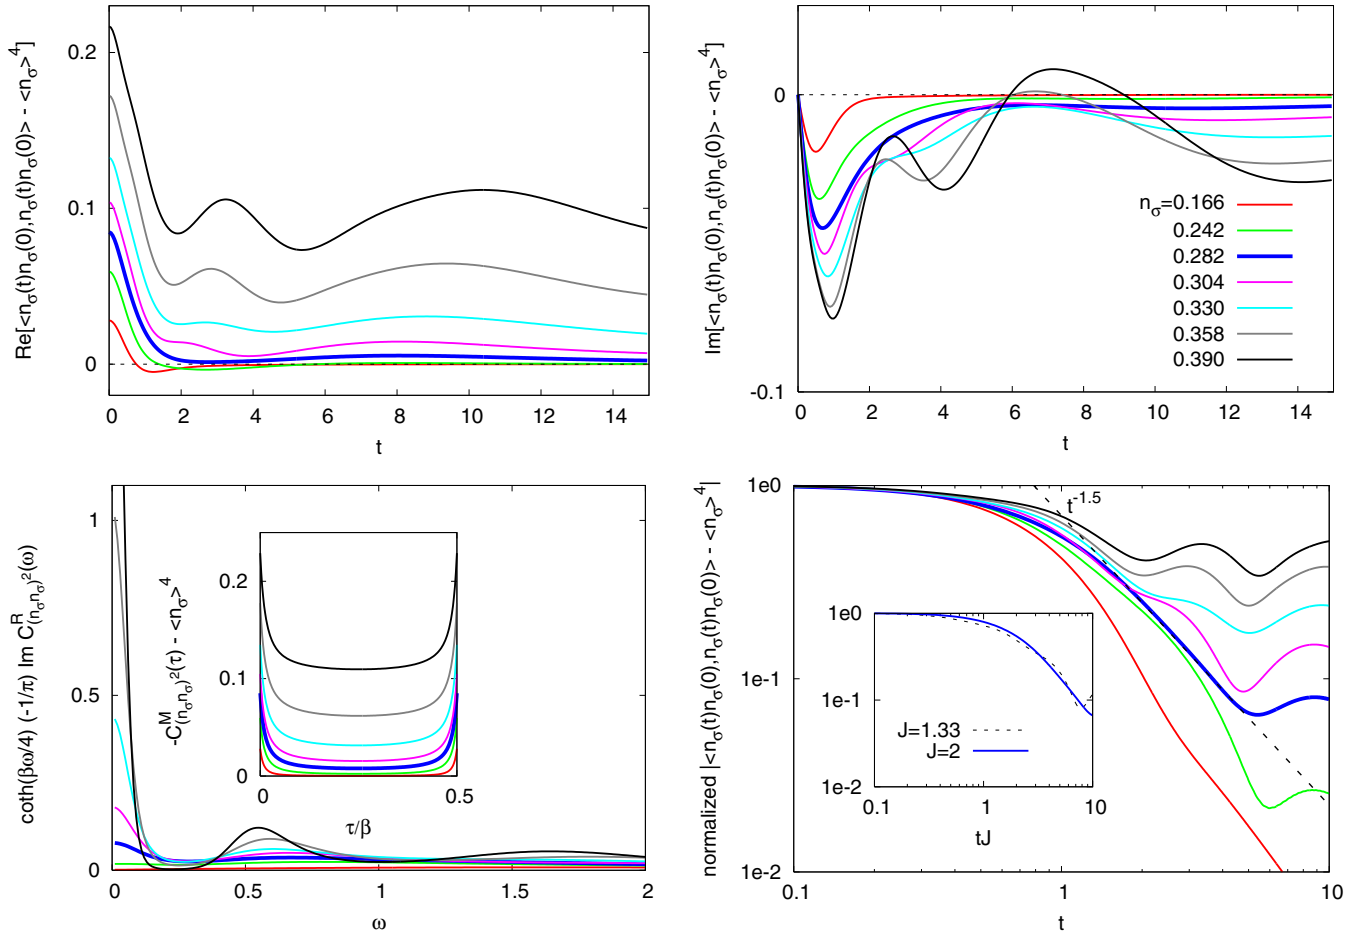 Re[<n_σ(t)n_σ(0),n_σ(t)n_σ(0)> - <n_σ>^4]
0.2
0.1
0
0 2 4 6 8 10 12 14
t
Im[<n_σ(t)n_σ(0),n_σ(t)n_σ(0)> - <n_σ>^4]
0
-0.1
n_σ=0.166
0.242
0.282
0.304
0.330
0.358
0.390
0 2 4 6 8 10 12 14
t
coth(βω/4) (-1/π) Im C^R_{(n_σn_σ)^2}(ω)
1
0.5
0
0 0.5 1 1.5 2
ω
-C^M_{(n_σn_σ)^2}(τ) - <n_σ>^4
0.2
0.1
0
0 0.5
τ/β
normalized |<n_σ(t)n_σ(0),n_σ(t)n_σ(0)> - <n_σ>^4|
1e0
1e-1
1e-2
t^-1.5
0.1 1 10
t
1e0
1e-1
1e-2
J=1.33
J=2
0.1 1 10
tJ